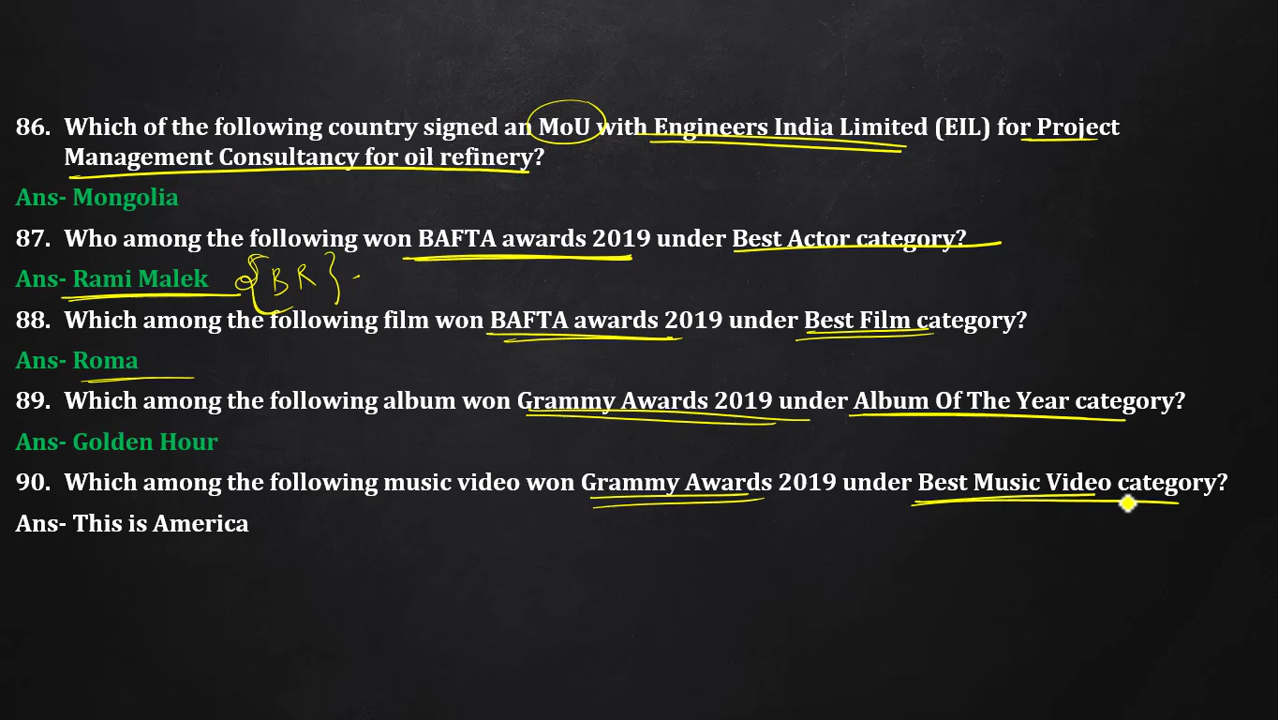 86. Which of the following country signed an MoU with Engineers India Limited (EIL) for Project
Management Consultancy for oil refinery?
Ans- Mongolia
87. Who among the following won BAFTA awards 2019 under Best Actor category?
Ans- Rami Malek {BR}
88. Which among the following film won BAFTA awards 2019 under Best Film category?
Ans- Roma
89. Which among the following album won Grammy Awards 2019 under Album Of The Year category?
Ans- Golden Hour
90. Which among the following music video won Grammy Awards 2019 under Best Music Video category?
Ans- This is America